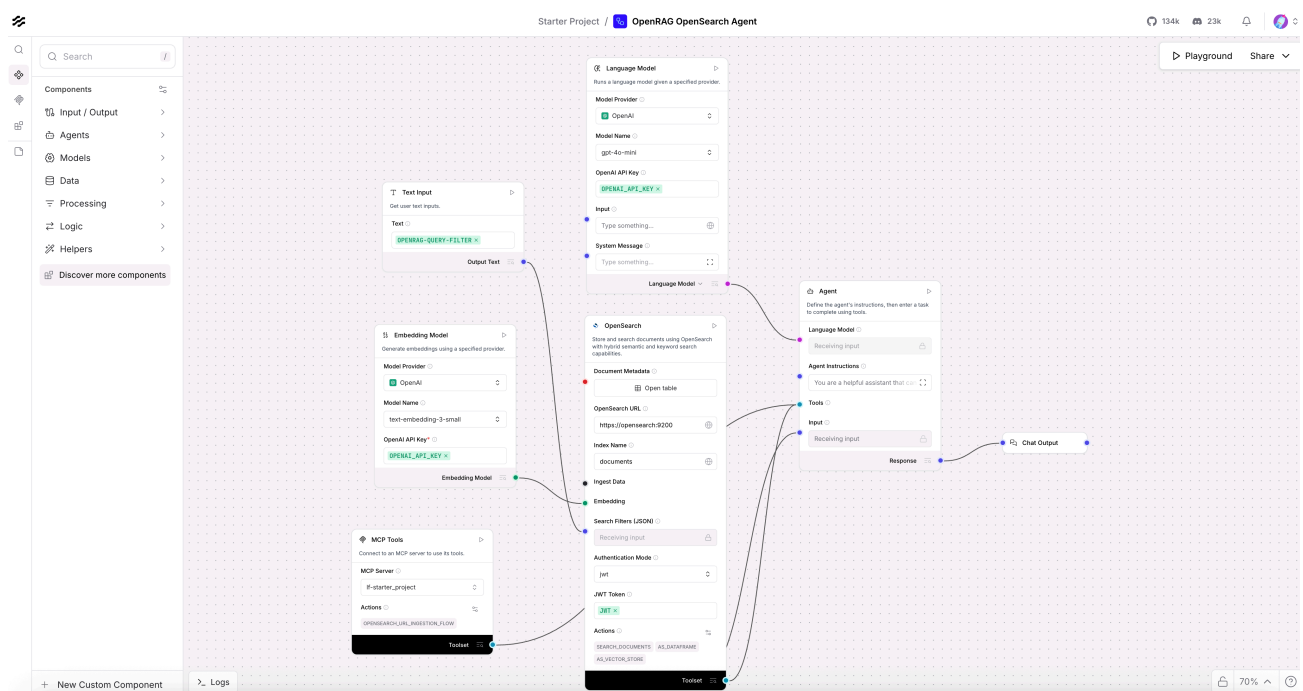 Starter Project / OpenRAG OpenSearch Agent
134k
23k
Search /
Components
Input / Output
Agents
Models
Data
Processing
Logic
Helpers
Discover more components
New Custom Component
Logs
Playground
Share
70%
Text Input
Get user text inputs.
Text
OPENRAG-QUERY-FILTER ×
Output Text
Embedding Model
Generate embeddings using a specified provider.
Model Provider
OpenAI
Model Name
text-embedding-3-small
OpenAI API Key*
OPENAI_API_KEY ×
Embedding Model
MCP Tools
Connect to an MCP server to use its tools.
MCP Server
lf-starter_project
Actions
OPENSEARCH_URL_INGESTION_FLOW
Toolset
Language Model
Runs a language model given a specified provider.
Model Provider
OpenAI
Model Name
gpt-4o-mini
OpenAI API Key
OPENAI_API_KEY ×
Input
Type something...
System Message
Type something...
Language Model
OpenSearch
Store and search documents using OpenSearch
with hybrid semantic and keyword search
capabilities.
Document Metadata
Open table
OpenSearch URL
https://opensearch:9200
Index Name
documents
Ingest Data
Embedding
Search Filters (JSON)
Receiving input
Authentication Mode
jwt
JWT Token
JWT ×
Actions
SEARCH_DOCUMENTS AS_DATAFRAME
AS_VECTOR_STORE
Toolset
Agent
Define the agent's instructions, then enter a task
to complete using tools.
Language Model
Receiving input
Agent Instructions
You are a helpful assistant that ca
Tools
Input
Receiving input
Response
Chat Output